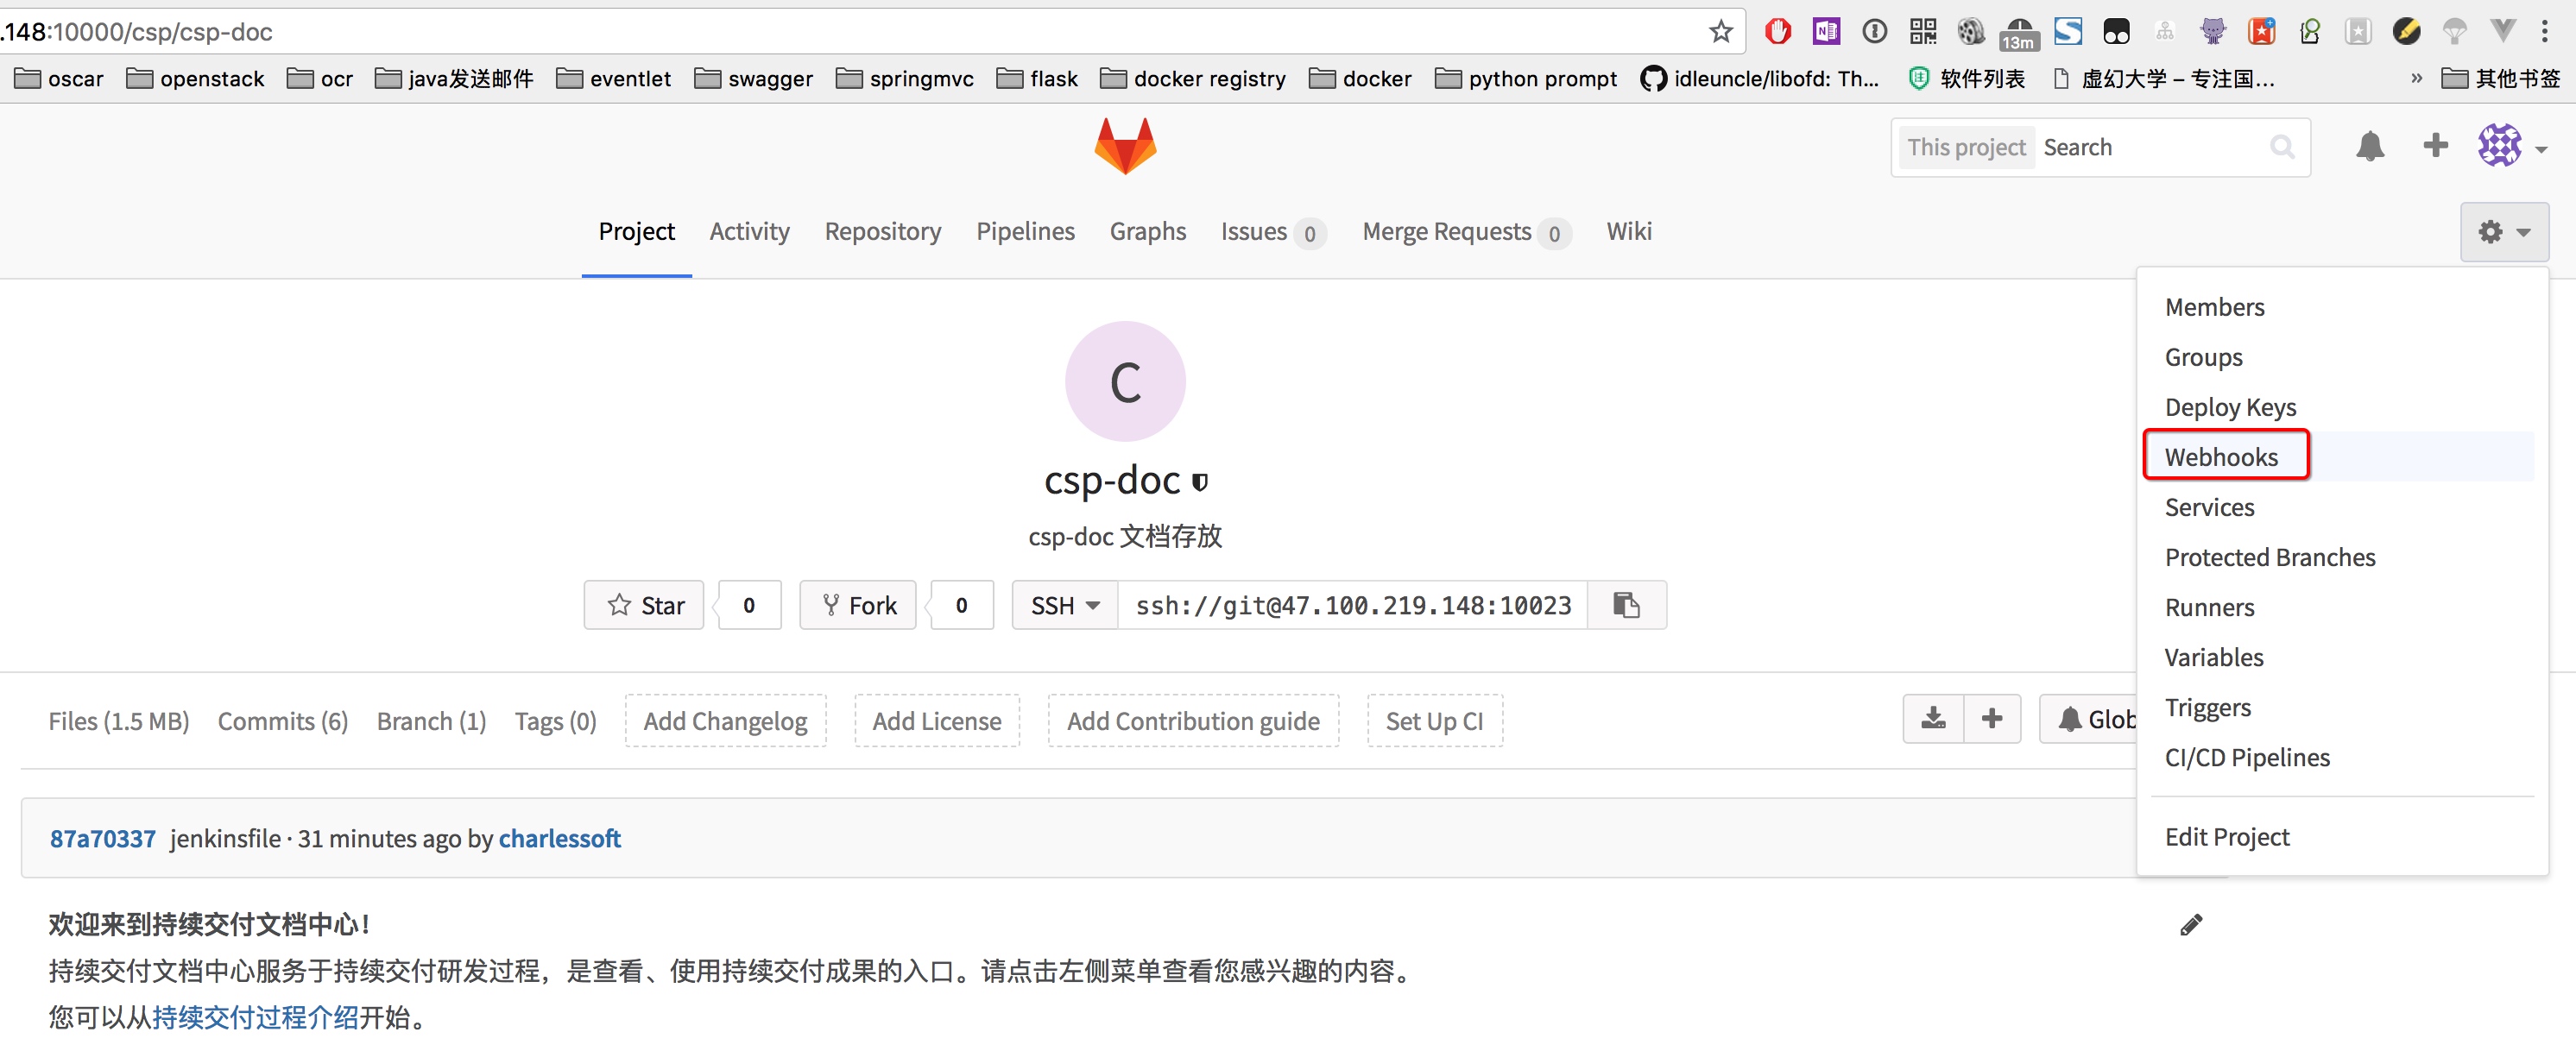 .148:10000/csp/csp-doc
13m
oscar openstack ocr java发送邮件 eventlet swagger springmvc flask docker registry docker python prompt idleuncle/libofd: Th... 软件列表 虚幻大学 – 专注国... » 其他书签
This project Search
Project Activity Repository Pipelines Graphs Issues 0 Merge Requests 0 Wiki
Members
Groups
Deploy Keys
Webhooks
Services
Protected Branches
Runners
Variables
Triggers
CI/CD Pipelines
Edit Project
C
csp-doc
csp-doc 文档存放
Star 0 Fork 0 SSH ssh://git@47.100.219.148:10023
Files (1.5 MB) Commits (6) Branch (1) Tags (0) Add Changelog Add License Add Contribution guide Set Up CI Glob
87a70337 jenkinsfile · 31 minutes ago by charlessoft
欢迎来到持续交付文档中心！
持续交付文档中心服务于持续交付研发过程，是查看、使用持续交付成果的入口。请点击左侧菜单查看您感兴趣的内容。
您可以从持续交付过程介绍开始。